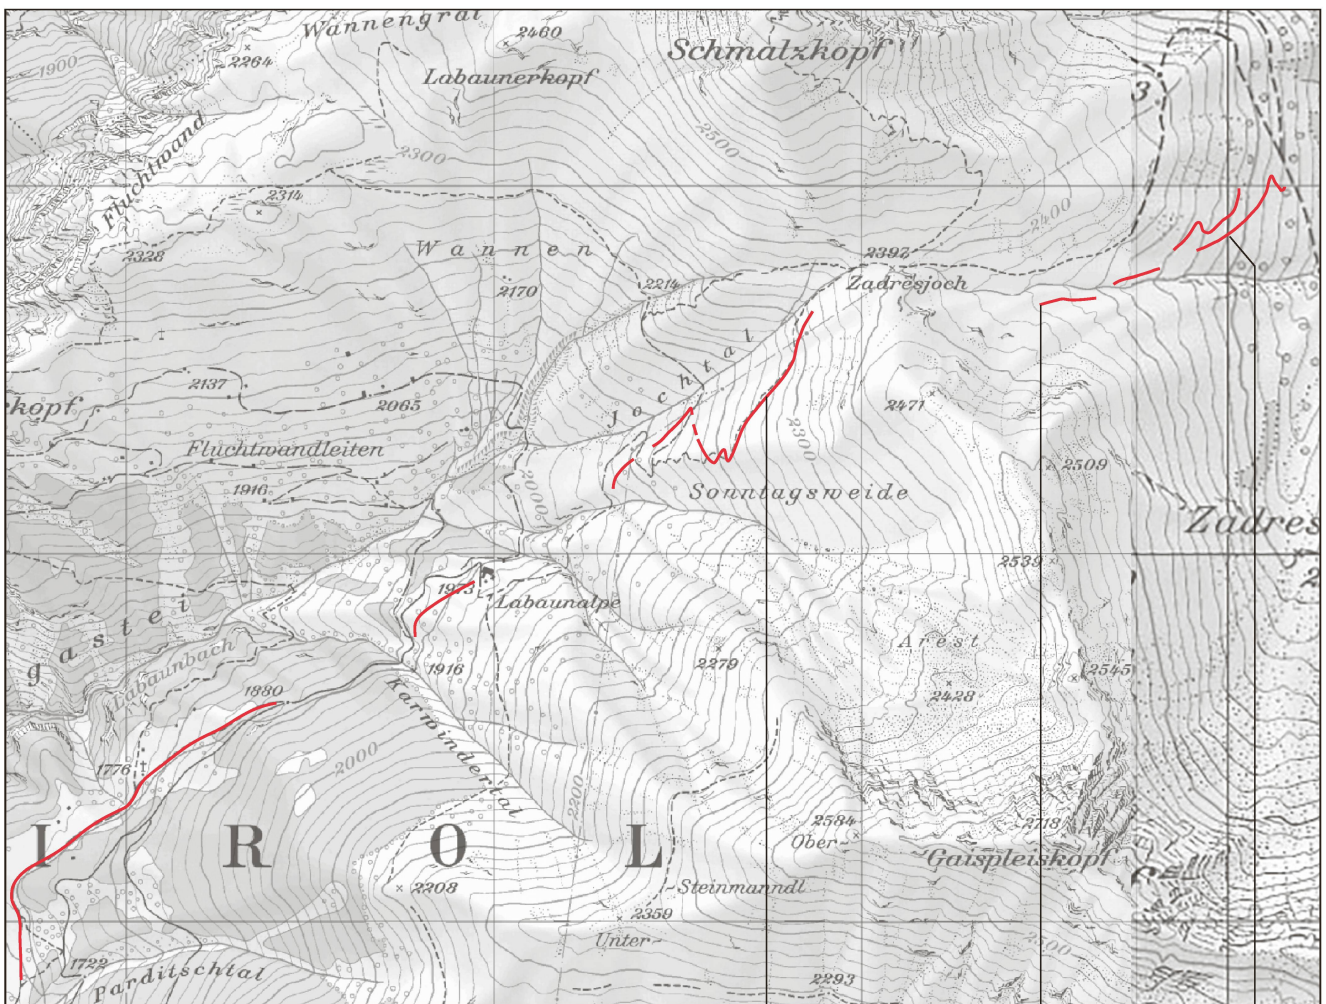 Wannengrat
2460
2264
Schmalzkopf
1900
Labaunerkopf
3.
2500
2300
Fluchtwand
2314
2400
Wannen
2328
2392
2214
Zadresjoch
2170
Jochtal
2137
2065
2471
kopf
2300
Fluchtwandleiten
2509
1916
2000
Sonntagsweide
Zadres
2539
1973
Labaunalpe
gastei
Arest
Labaunbach
2279
1916
2545
1880
2428
Karwindertal
2000
1776
2200
2584
2718
I R O L
Ober-
Gaispleiskopf
2208
-Steinmanndl
2359
Unter-
1722
Parditschtal
2293